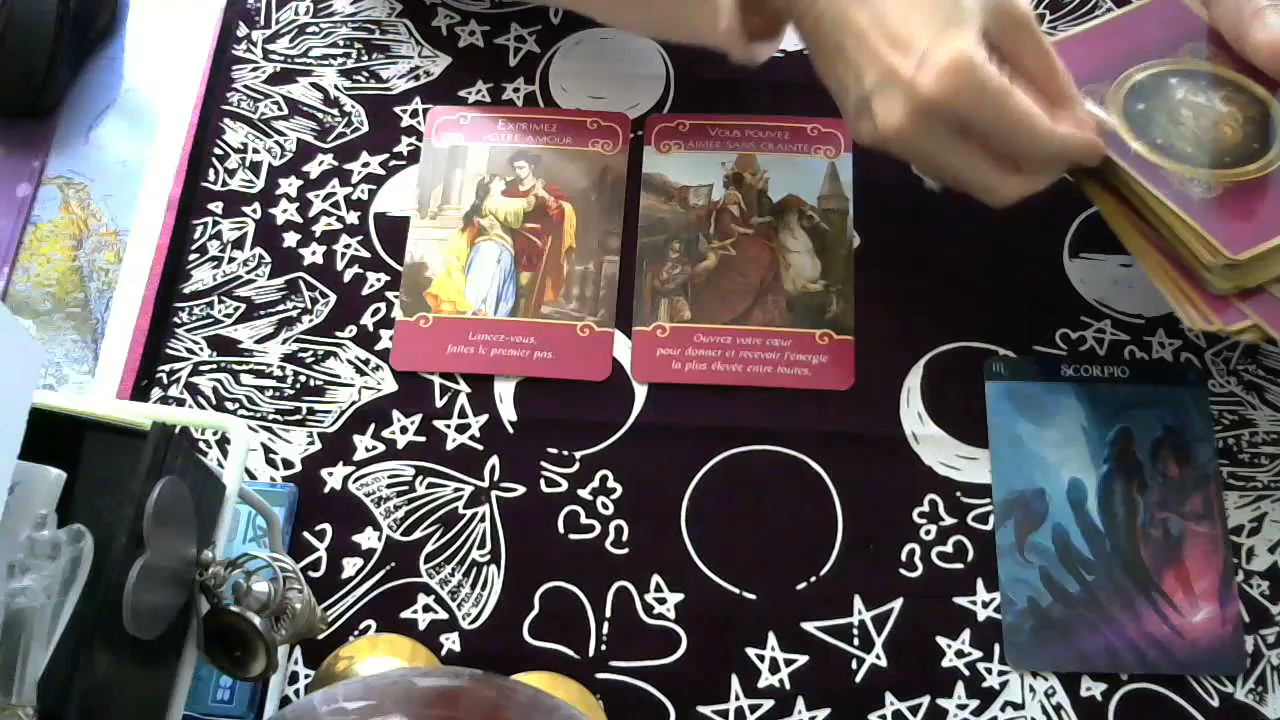 EXPRIMEZ
VOTRE AMOUR
Lancez-vous,
faites le premier pas.
VOUS POUVEZ
AIMER SANS CRAINTE
Ouvrez votre cœur
pour donner et recevoir l'énergie
la plus élevée entre toutes.
♏ SCORPIO